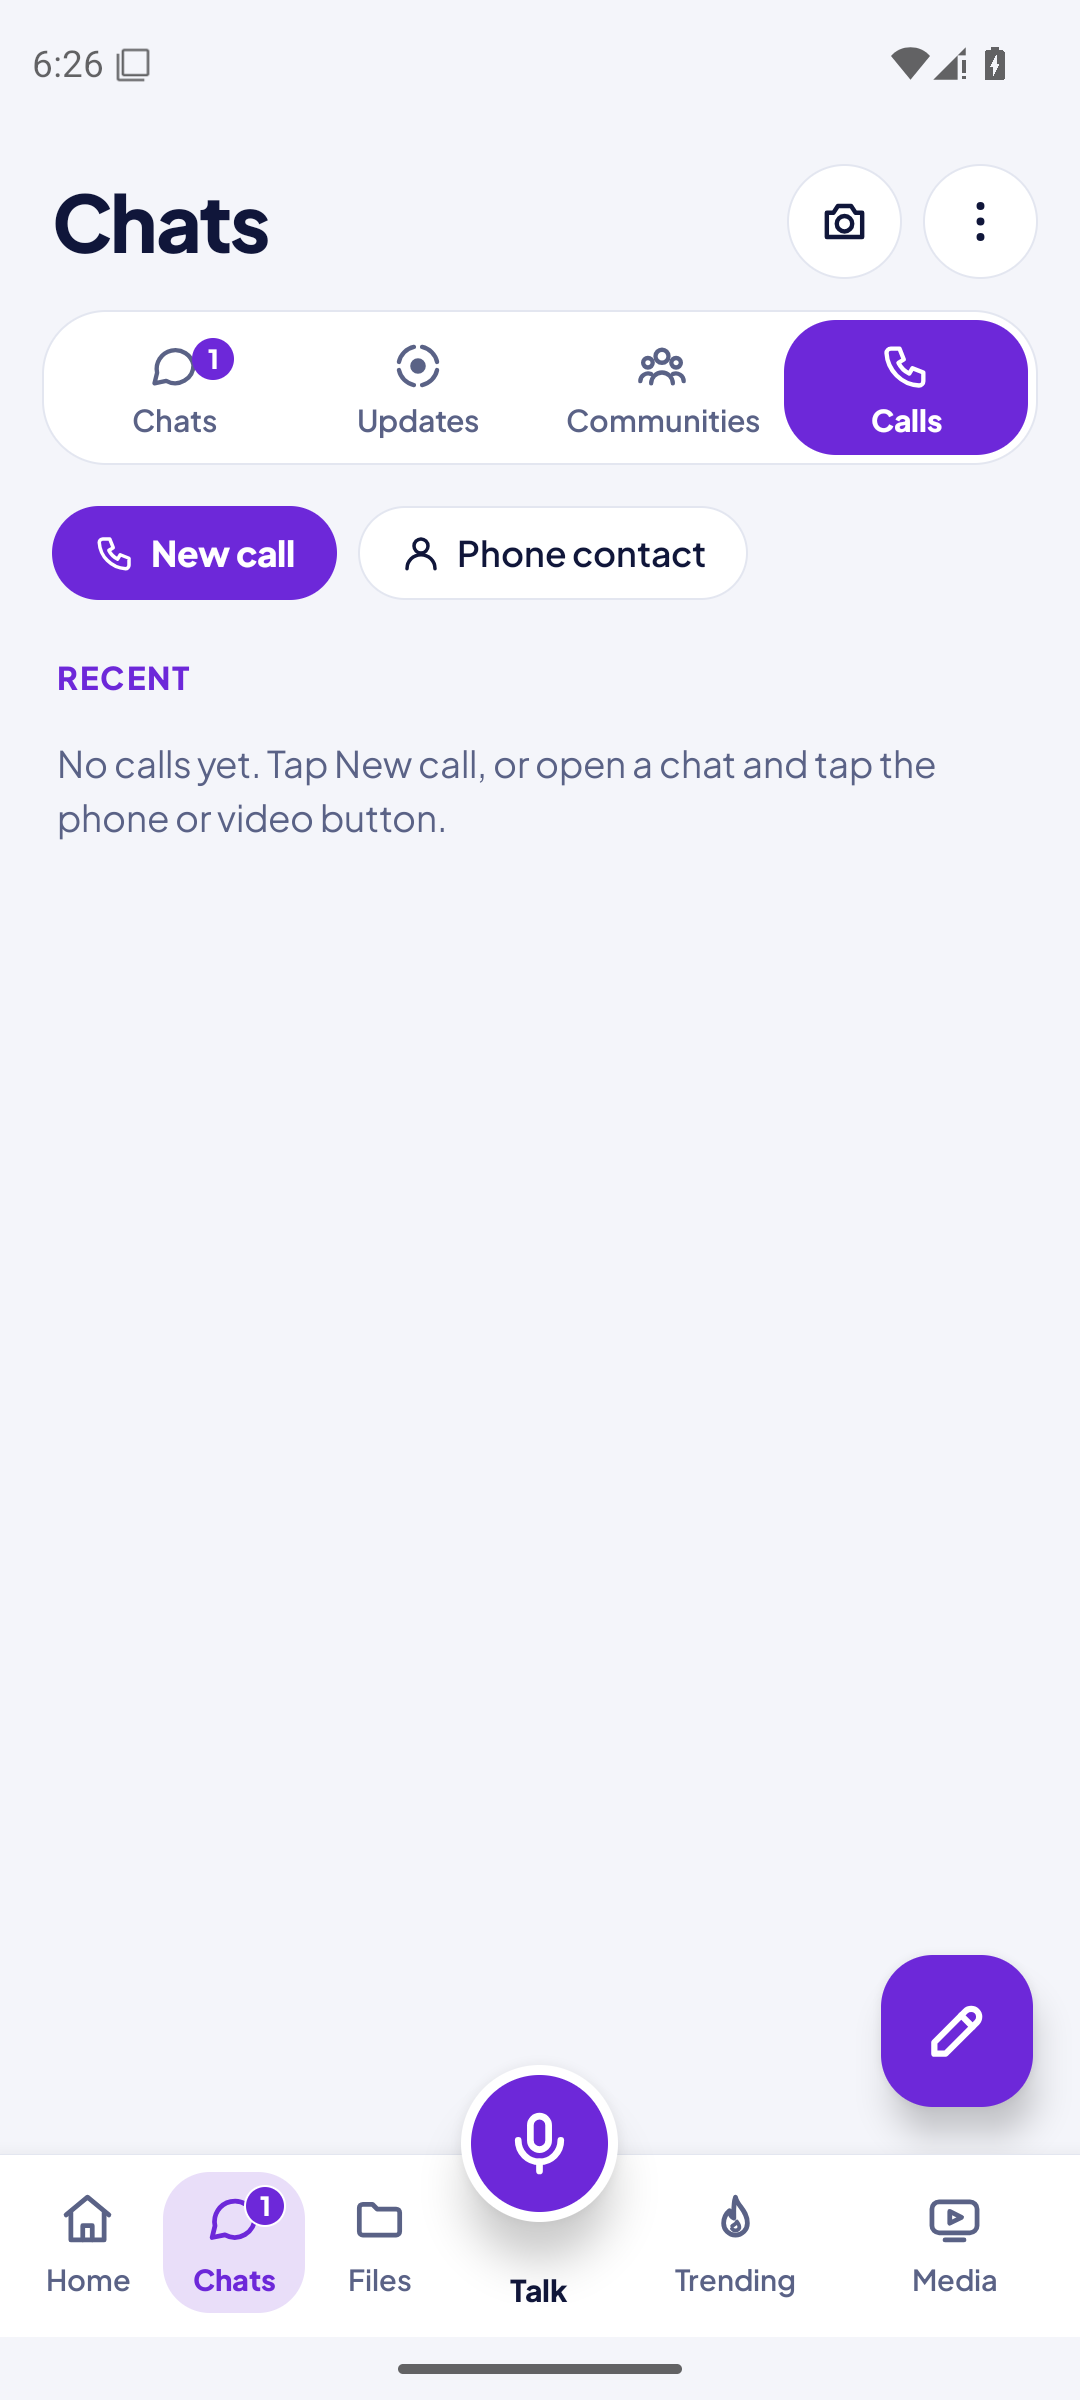 6:26
Chats
1
Chats
Updates
Communities
Calls
New call
Phone contact
RECENT
No calls yet. Tap New call, or open a chat and tap the
phone or video button.
1
Home
Chats
Files
Talk
Trending
Media